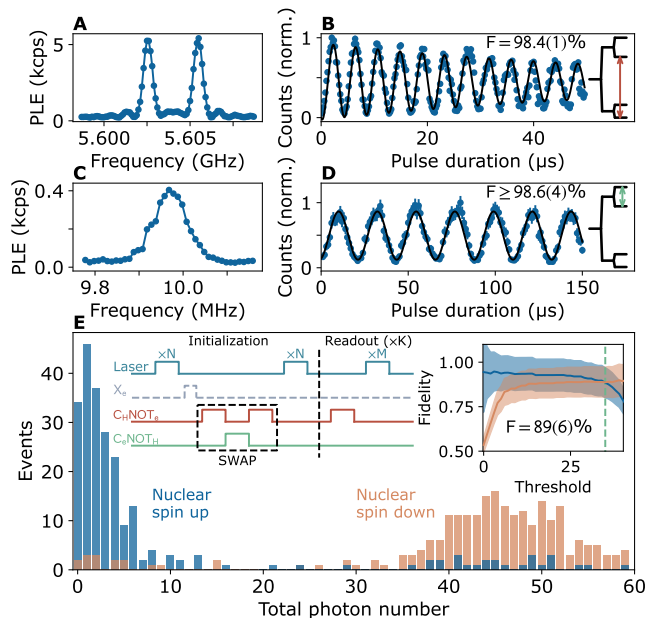 A
PLE (kcps)
5
0
5.600
5.605
Frequency (GHz)
B
Counts (norm.)
1
0
F = 98.4(1)%
0
20
40
Pulse duration (μs)
C
PLE (kcps)
0.4
0.0
9.8
10.0
Frequency (MHz)
D
Counts (norm.)
1
0
F ≥ 98.6(4)%
0
50
100
150
Pulse duration (μs)
E
Events
40
30
20
10
0
Initialization
Readout (×K)
×N
×N
×M
Laser
Xe
CHNOTe
CeNOTH
SWAP
Nuclear
spin up
Nuclear
spin down
Fidelity
1.00
0.75
0.50
F = 89(6)%
0
25
Threshold
0
10
20
30
40
50
60
Total photon number